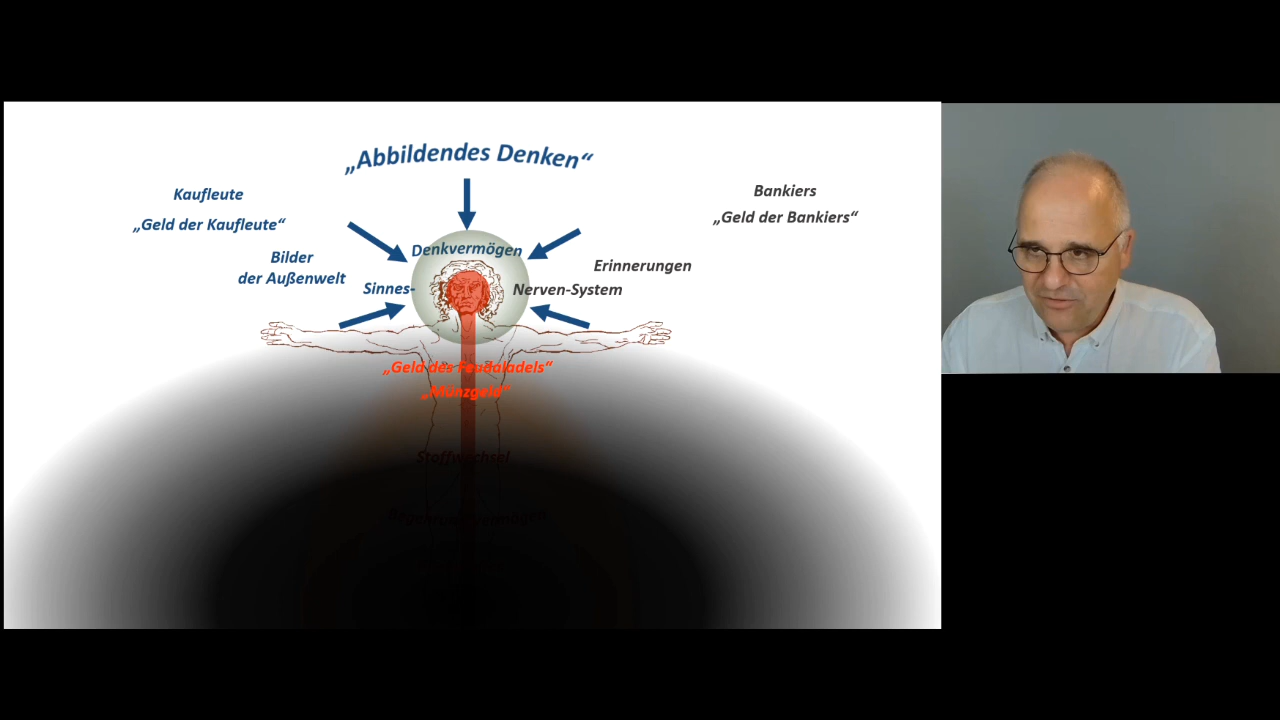 „Abbildendes Denken“
Kaufleute
„Geld der Kaufleute“
Bankiers
„Geld der Bankiers“
Denkvermögen
Bilder
der Außenwelt
Erinnerungen
Sinnes-
Nerven-System
„Geld des Feudaladels“
„Münzgeld“
Stoffwechsel